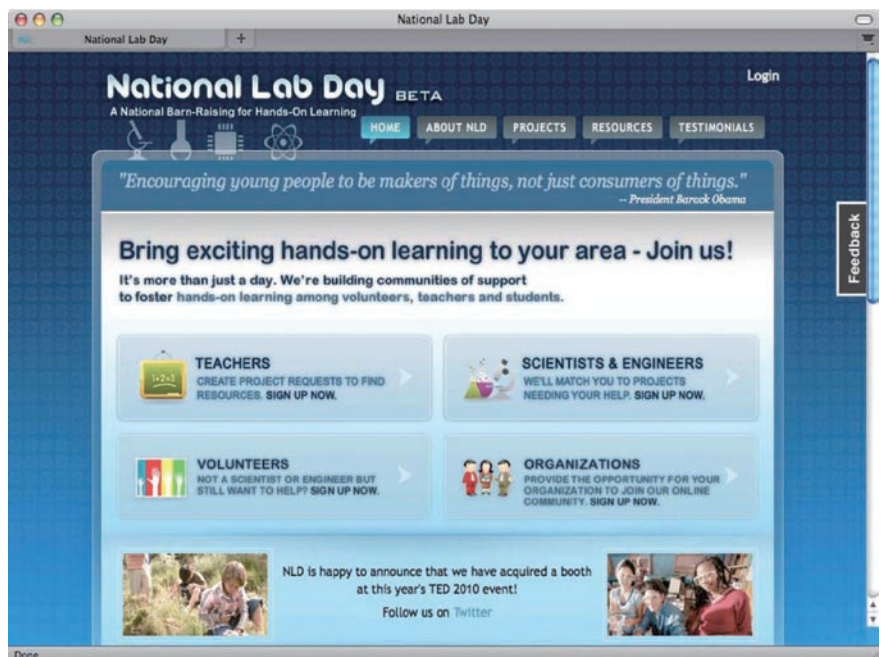 National Lab Day
National Lab Day +
Login
National Lab Day BETA
A National Barn-Raising for Hands-On Learning
HOME ABOUT NLD PROJECTS RESOURCES TESTIMONIALS
"Encouraging young people to be makers of things, not just consumers of things."
-- President Barack Obama
Feedback
Bring exciting hands-on learning to your area - Join us!
It's more than just a day. We're building communities of support
to foster hands-on learning among volunteers, teachers and students.
TEACHERS
CREATE PROJECT REQUESTS TO FIND
RESOURCES. SIGN UP NOW.
1+2=3
SCIENTISTS & ENGINEERS
WE'LL MATCH YOU TO PROJECTS
NEEDING YOUR HELP. SIGN UP NOW.
VOLUNTEERS
NOT A SCIENTIST OR ENGINEER BUT
STILL WANT TO HELP? SIGN UP NOW.
ORGANIZATIONS
PROVIDE THE OPPORTUNITY FOR YOUR
ORGANIZATION TO JOIN OUR ONLINE
COMMUNITY. SIGN UP NOW.
NLD is happy to announce that we have acquired a booth
at this year's TED 2010 event!
Follow us on Twitter
Done